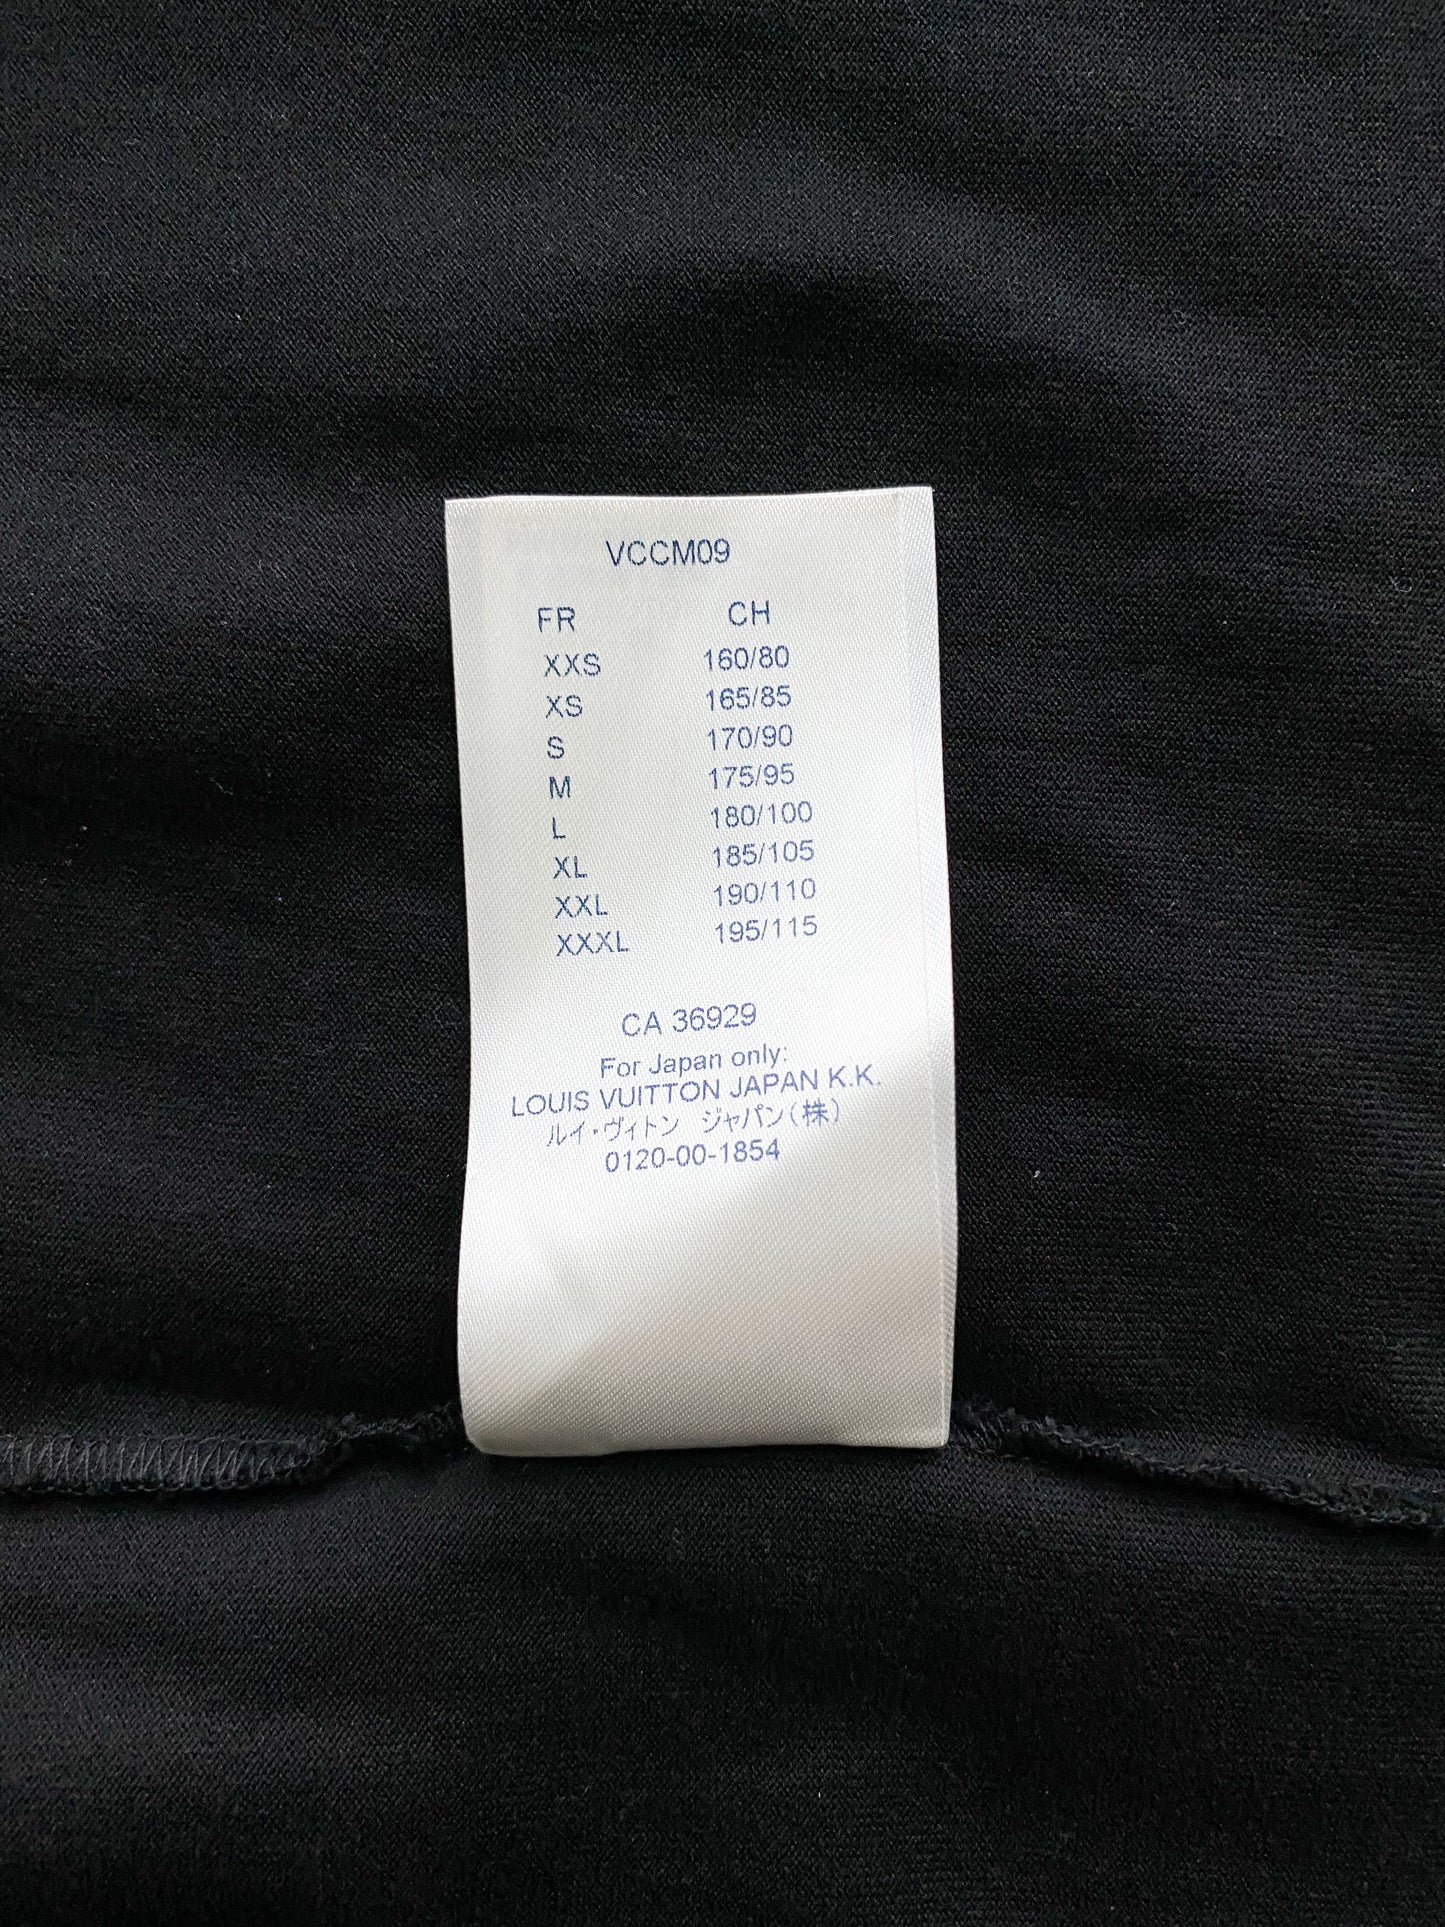 VCCM09
FR CH
XXS 160/80
XS 165/85
S 170/90
M 175/95
L 180/100
XL 185/105
XXL 190/110
XXXL 195/115
CA 36929
For Japan only:
LOUIS VUITTON JAPAN K.K.
ルイ・ヴィトン ジャパン(株)
0120-00-1854